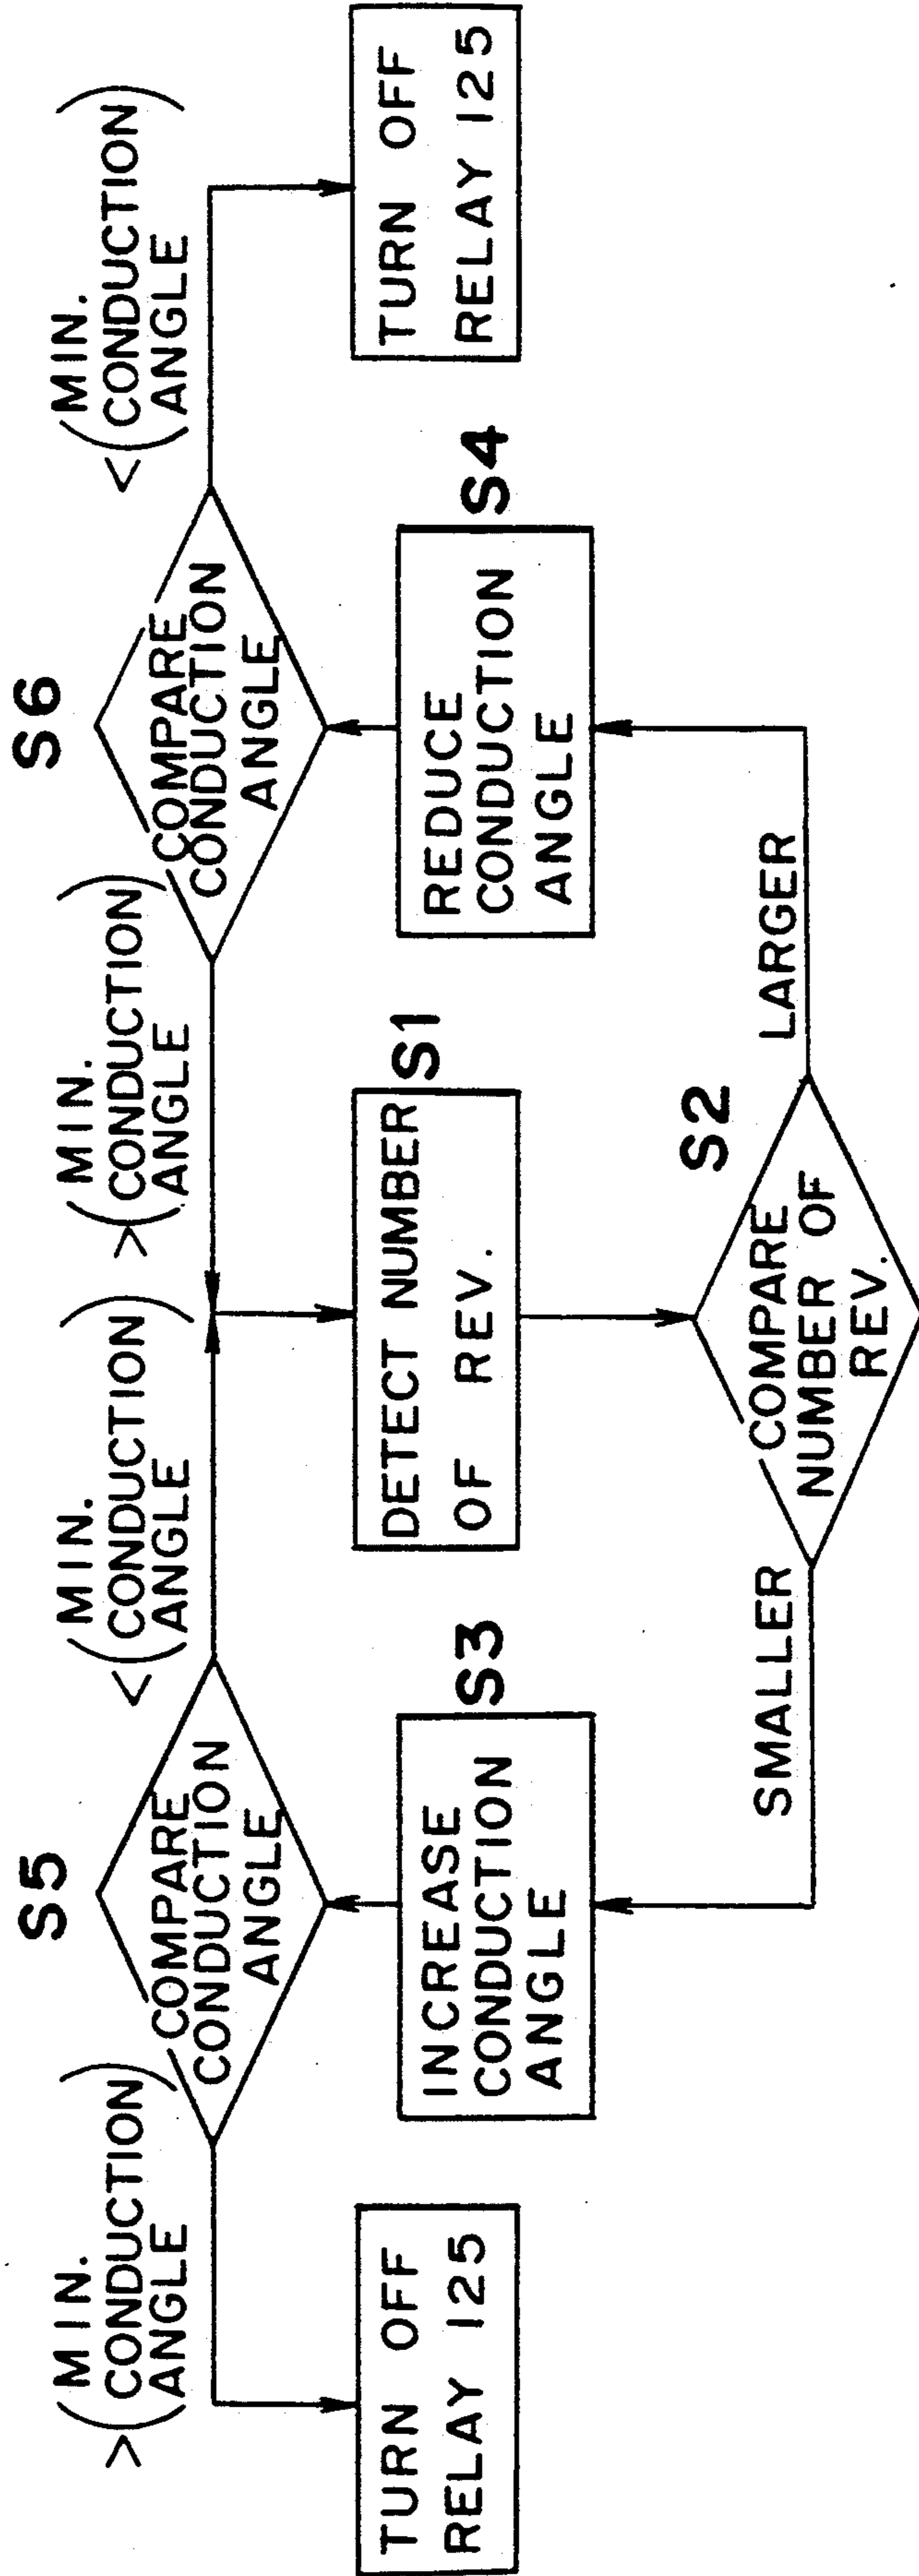 S5
S6
> ( MIN.
CONDUCTION
ANGLE )
COMPARE
CONDUCTION
ANGLE
< ( MIN.
CONDUCTION
ANGLE )
> ( MIN.
CONDUCTION
ANGLE )
COMPARE
CONDUCTION
ANGLE
< ( MIN.
CONDUCTION
ANGLE )
TURN OFF
RELAY 125
INCREASE
CONDUCTION
ANGLE
S3
DETECT NUMBER
OF REV.
S1
REDUCE
CONDUCTION
ANGLE
S4
TURN OFF
RELAY 125
SMALLER
S2
COMPARE
NUMBER OF
REV.
LARGER